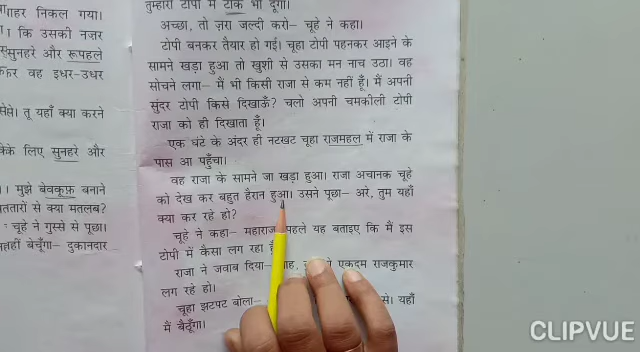 गाहर निकल गया।
कि उसकी नज़र
सुनहरे और रूपहले
फिर वह इधर-उधर
तू यहाँ क्या करने
के लिए सुनहरे और
मुझे बेवकूफ़ बनाने
तारों से क्या मतलब?
चूहे ने गुस्से से पूछा।
नहीं बेचूँगा- दुकानदार
तुम्हारी टोपी में टाँक भी दूँगा।
अच्छा, तो ज़रा जल्दी करो- चूहे ने कहा।
टोपी बनकर तैयार हो गई। चूहा टोपी पहनकर आइने के
सामने खड़ा हुआ तो खुशी से उसका मन नाच उठा। वह
सोचने लगा- मैं भी किसी राजा से कम नहीं हूँ। मैं अपनी
सुंदर टोपी किसे दिखाऊँ? चलो अपनी चमकीली टोपी
राजा को ही दिखाता हूँ।
एक घंटे के अंदर ही नटखट चूहा राजमहल में राजा के
पास आ पहुँचा।
वह राजा के सामने जा खड़ा हुआ। राजा अचानक चूहे
को देख कर बहुत हैरान हुआ। उसने पूछा- अरे, तुम यहाँ
क्या कर रहे हो?
चूहे ने कहा- महाराज पहले यह बताइए कि मैं इस
टोपी में कैसा लग रहा
राजा ने जवाब दिया- एकदम राजकुमार
लग रहे हो।
चूहा झटपट बोला- से। यहाँ
मैं बैठूँगा।
CLIPVUE